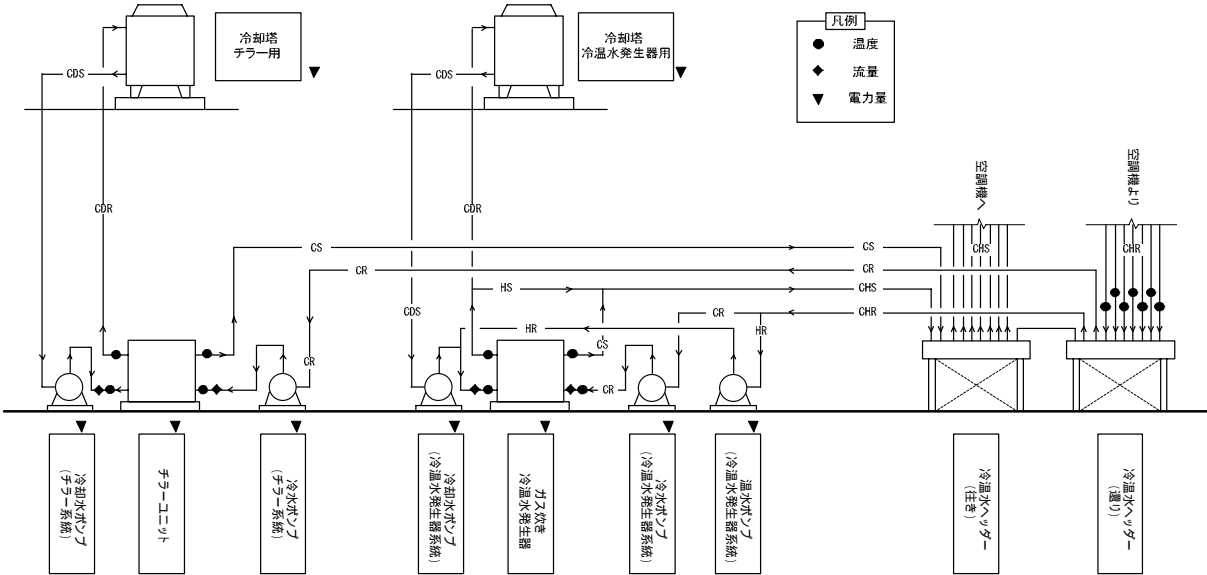 冷却塔
チラー用
冷却塔
冷温水発生器用
凡例
温度
流量
電力量
CDS
CDS
空調機へ
空調機より
CDR
CDR
CS
CS
CHS
CHR
CR
CR
HS
CHS
CDS
CR
CHR
HR
HR
CS
CR
CR
冷却水ポンプ
(チラー系統)
チラーユニット
冷水ポンプ
(チラー系統)
冷却水ポンプ
(冷温水発生器系統)
ガス炊き
冷温水発生器
冷水ポンプ
(冷温水発生器系統)
温水ポンプ
(冷温水発生器系統)
冷温水ヘッダー
(往き)
冷温水ヘッダー
(還り)